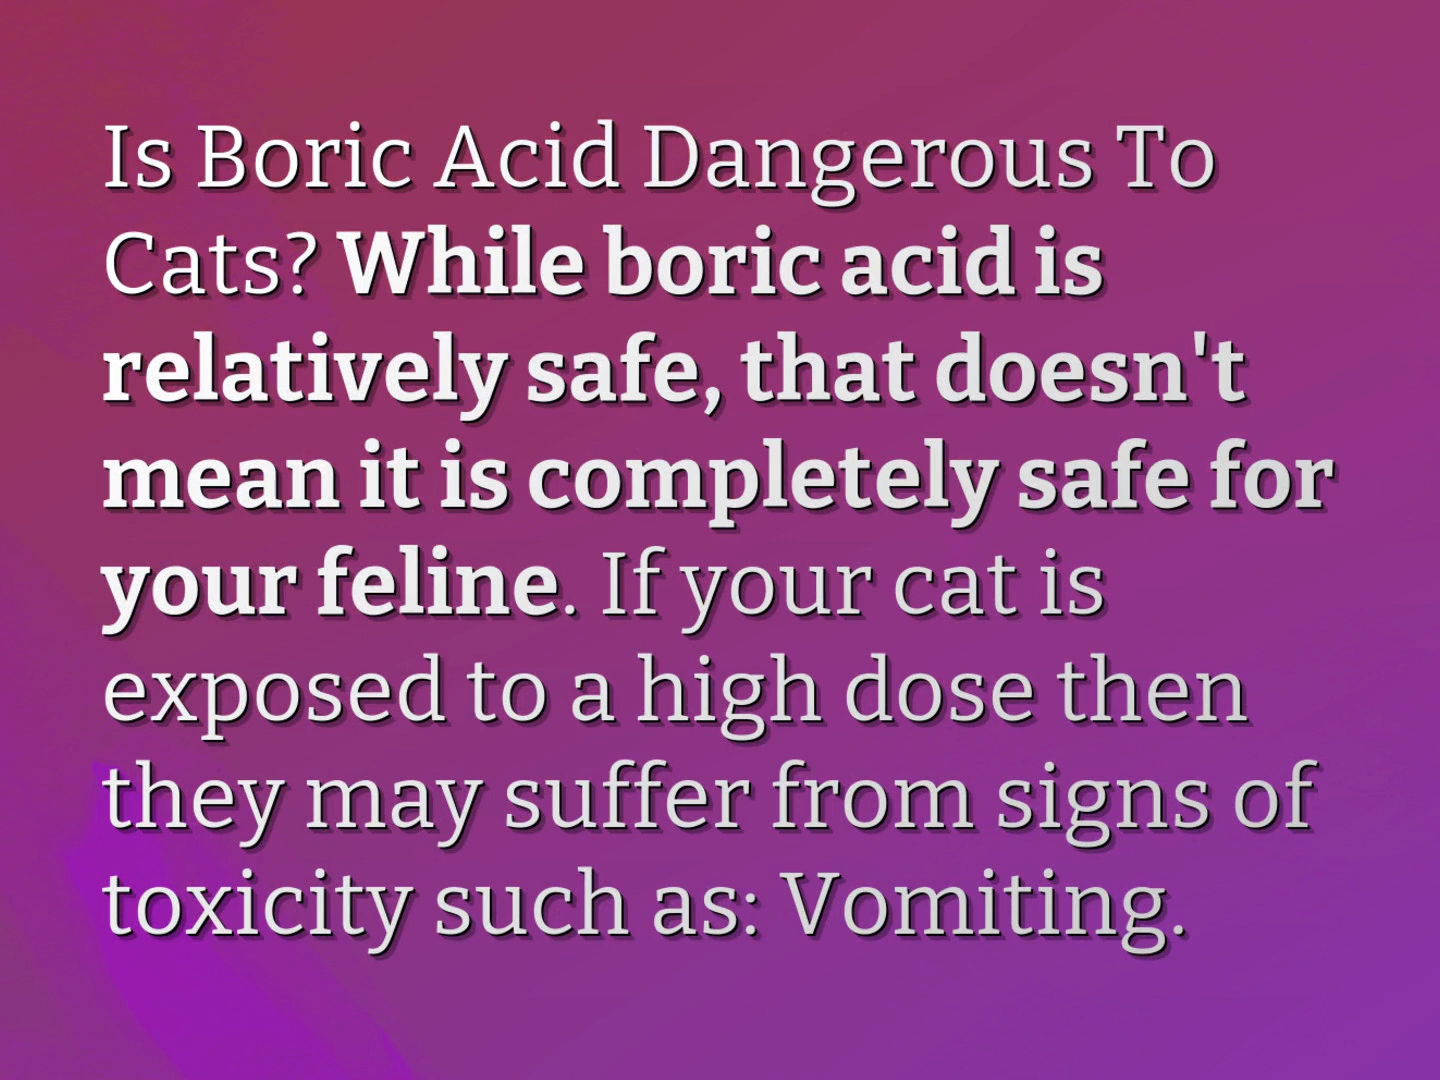 Is Boric Acid Dangerous To
Cats? While boric acid is
relatively safe, that doesn't
mean it is completely safe for
your feline. If your cat is
exposed to a high dose then
they may suffer from signs of
toxicity such as: Vomiting.